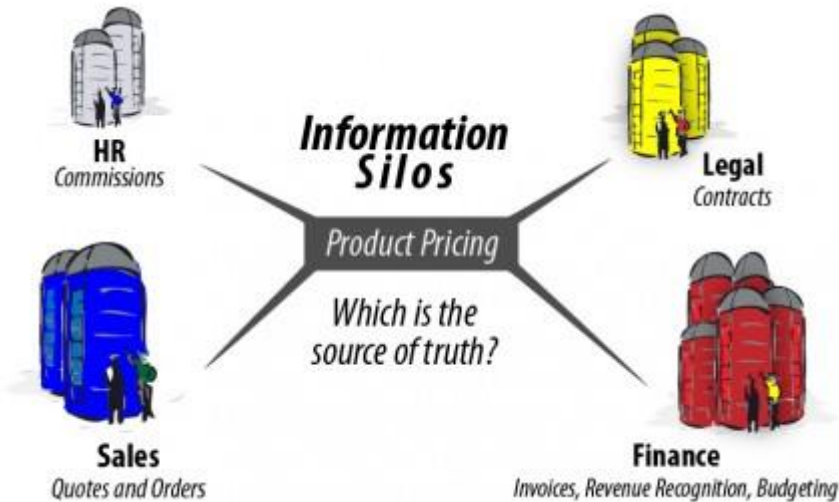 Information
Silos
HR
Commissions
Legal
Contracts
Product Pricing
Which is the
source of truth?
Sales
Quotes and Orders
Finance
Invoices, Revenue Recognition, Budgeting